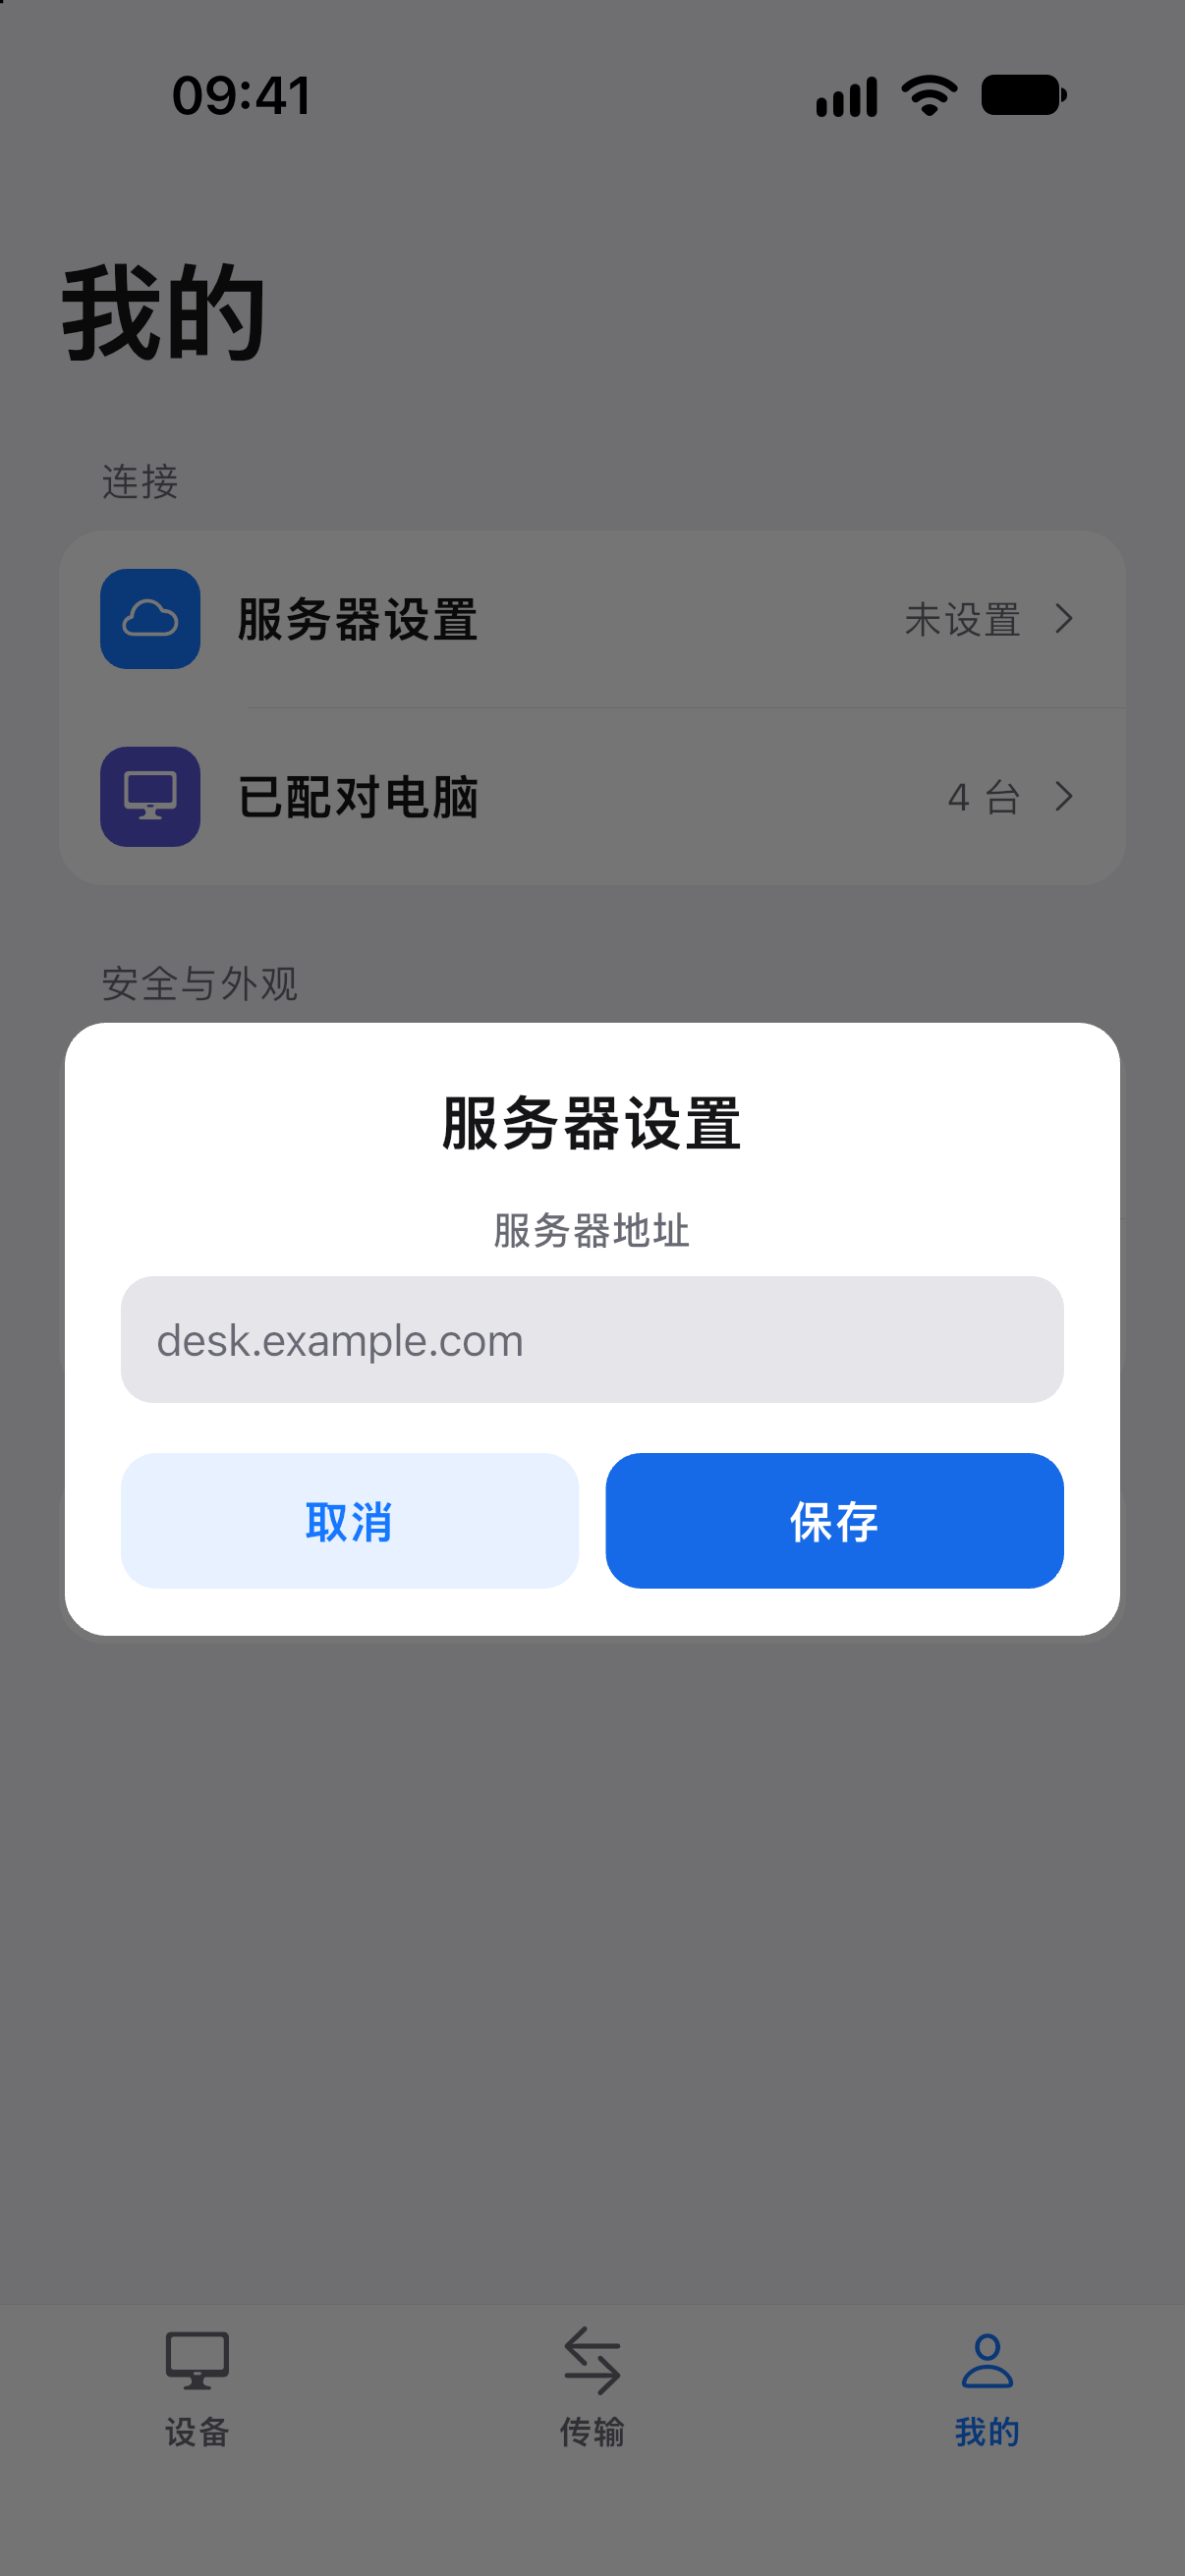 09:41
我的
连接
服务器设置 未设置
已配对电脑 4 台
安全与外观
服务器设置
服务器地址
desk.example.com
取消 保存
设备 传输 我的